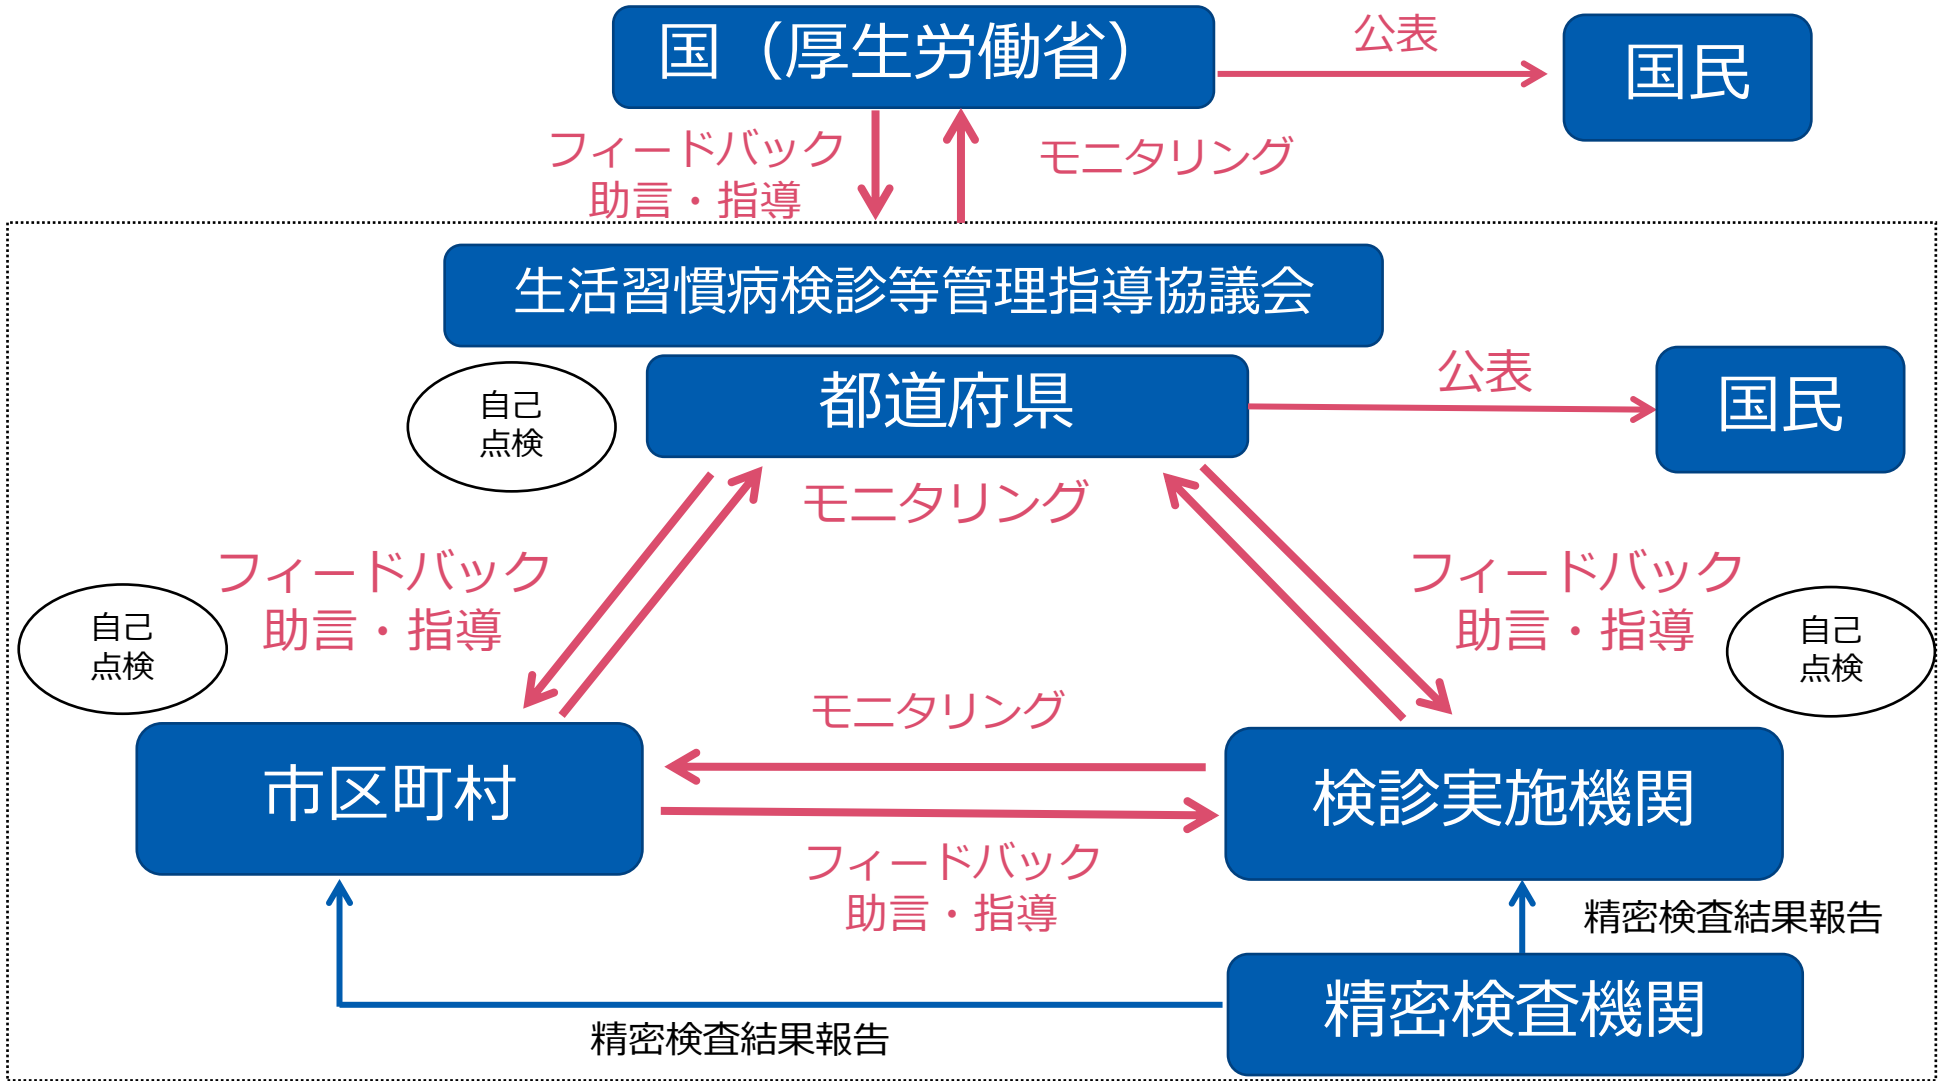 国（厚生労働省）
公表
国民
フィードバック
助言・指導
モニタリング
生活習慣病検診等管理指導協議会
自己
点検
都道府県
公表
国民
モニタリング
フィードバック
助言・指導
フィードバック
助言・指導
自己
点検
自己
点検
モニタリング
市区町村
検診実施機関
フィードバック
助言・指導
精密検査結果報告
精密検査機関
精密検査結果報告